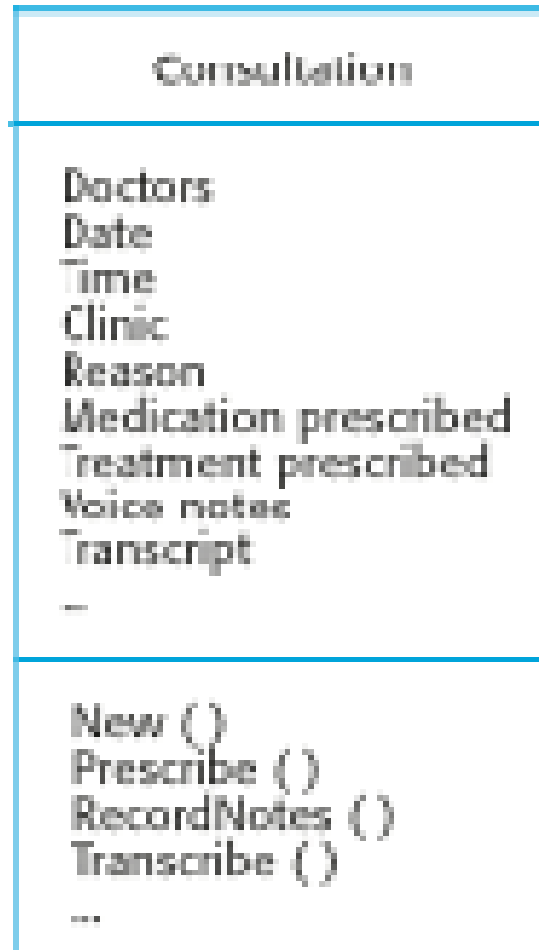 Consultation
Doctors
Date
Time
Clinic
Reason
Medication prescribed
Treatment prescribed
Voice notes
Transcript
...
New ( )
Prescribe ( )
RecordNotes ( )
Transcribe ( )
...